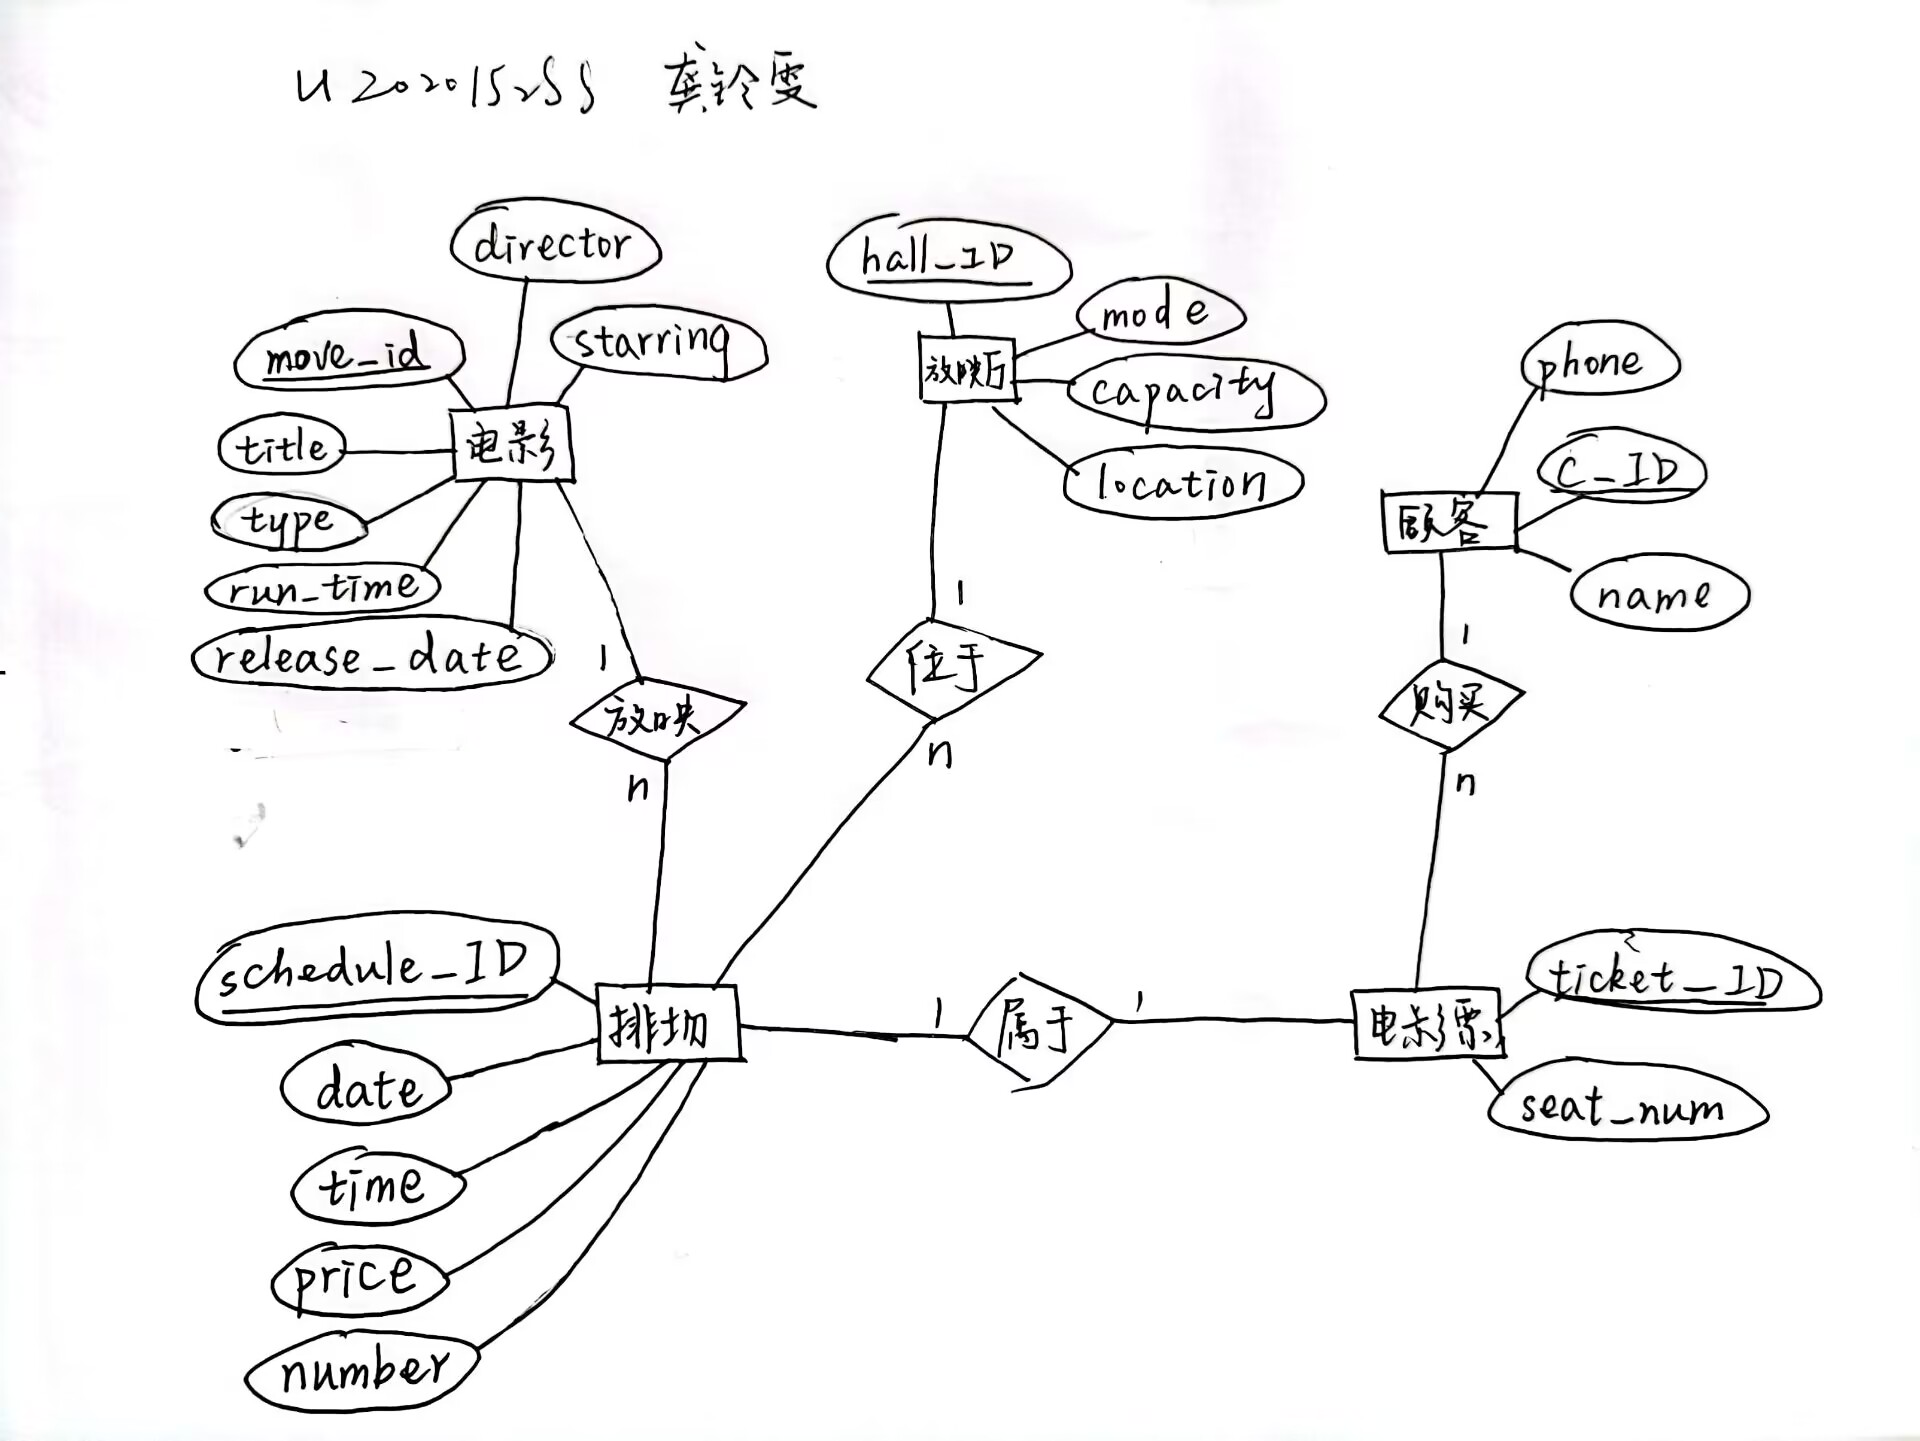 U202015255 龚铃雯
director
hall_ID
move_id
starring
mode
放映厅
capacity
phone
title
电影
location
C_ID
type
顾客
run_time
name
release_date
1
1
1
位于
放映
购买
n
n
n
schedule_ID
ticket_ID
排场
1
属于
1
电影票
date
seat_num
time
price
number